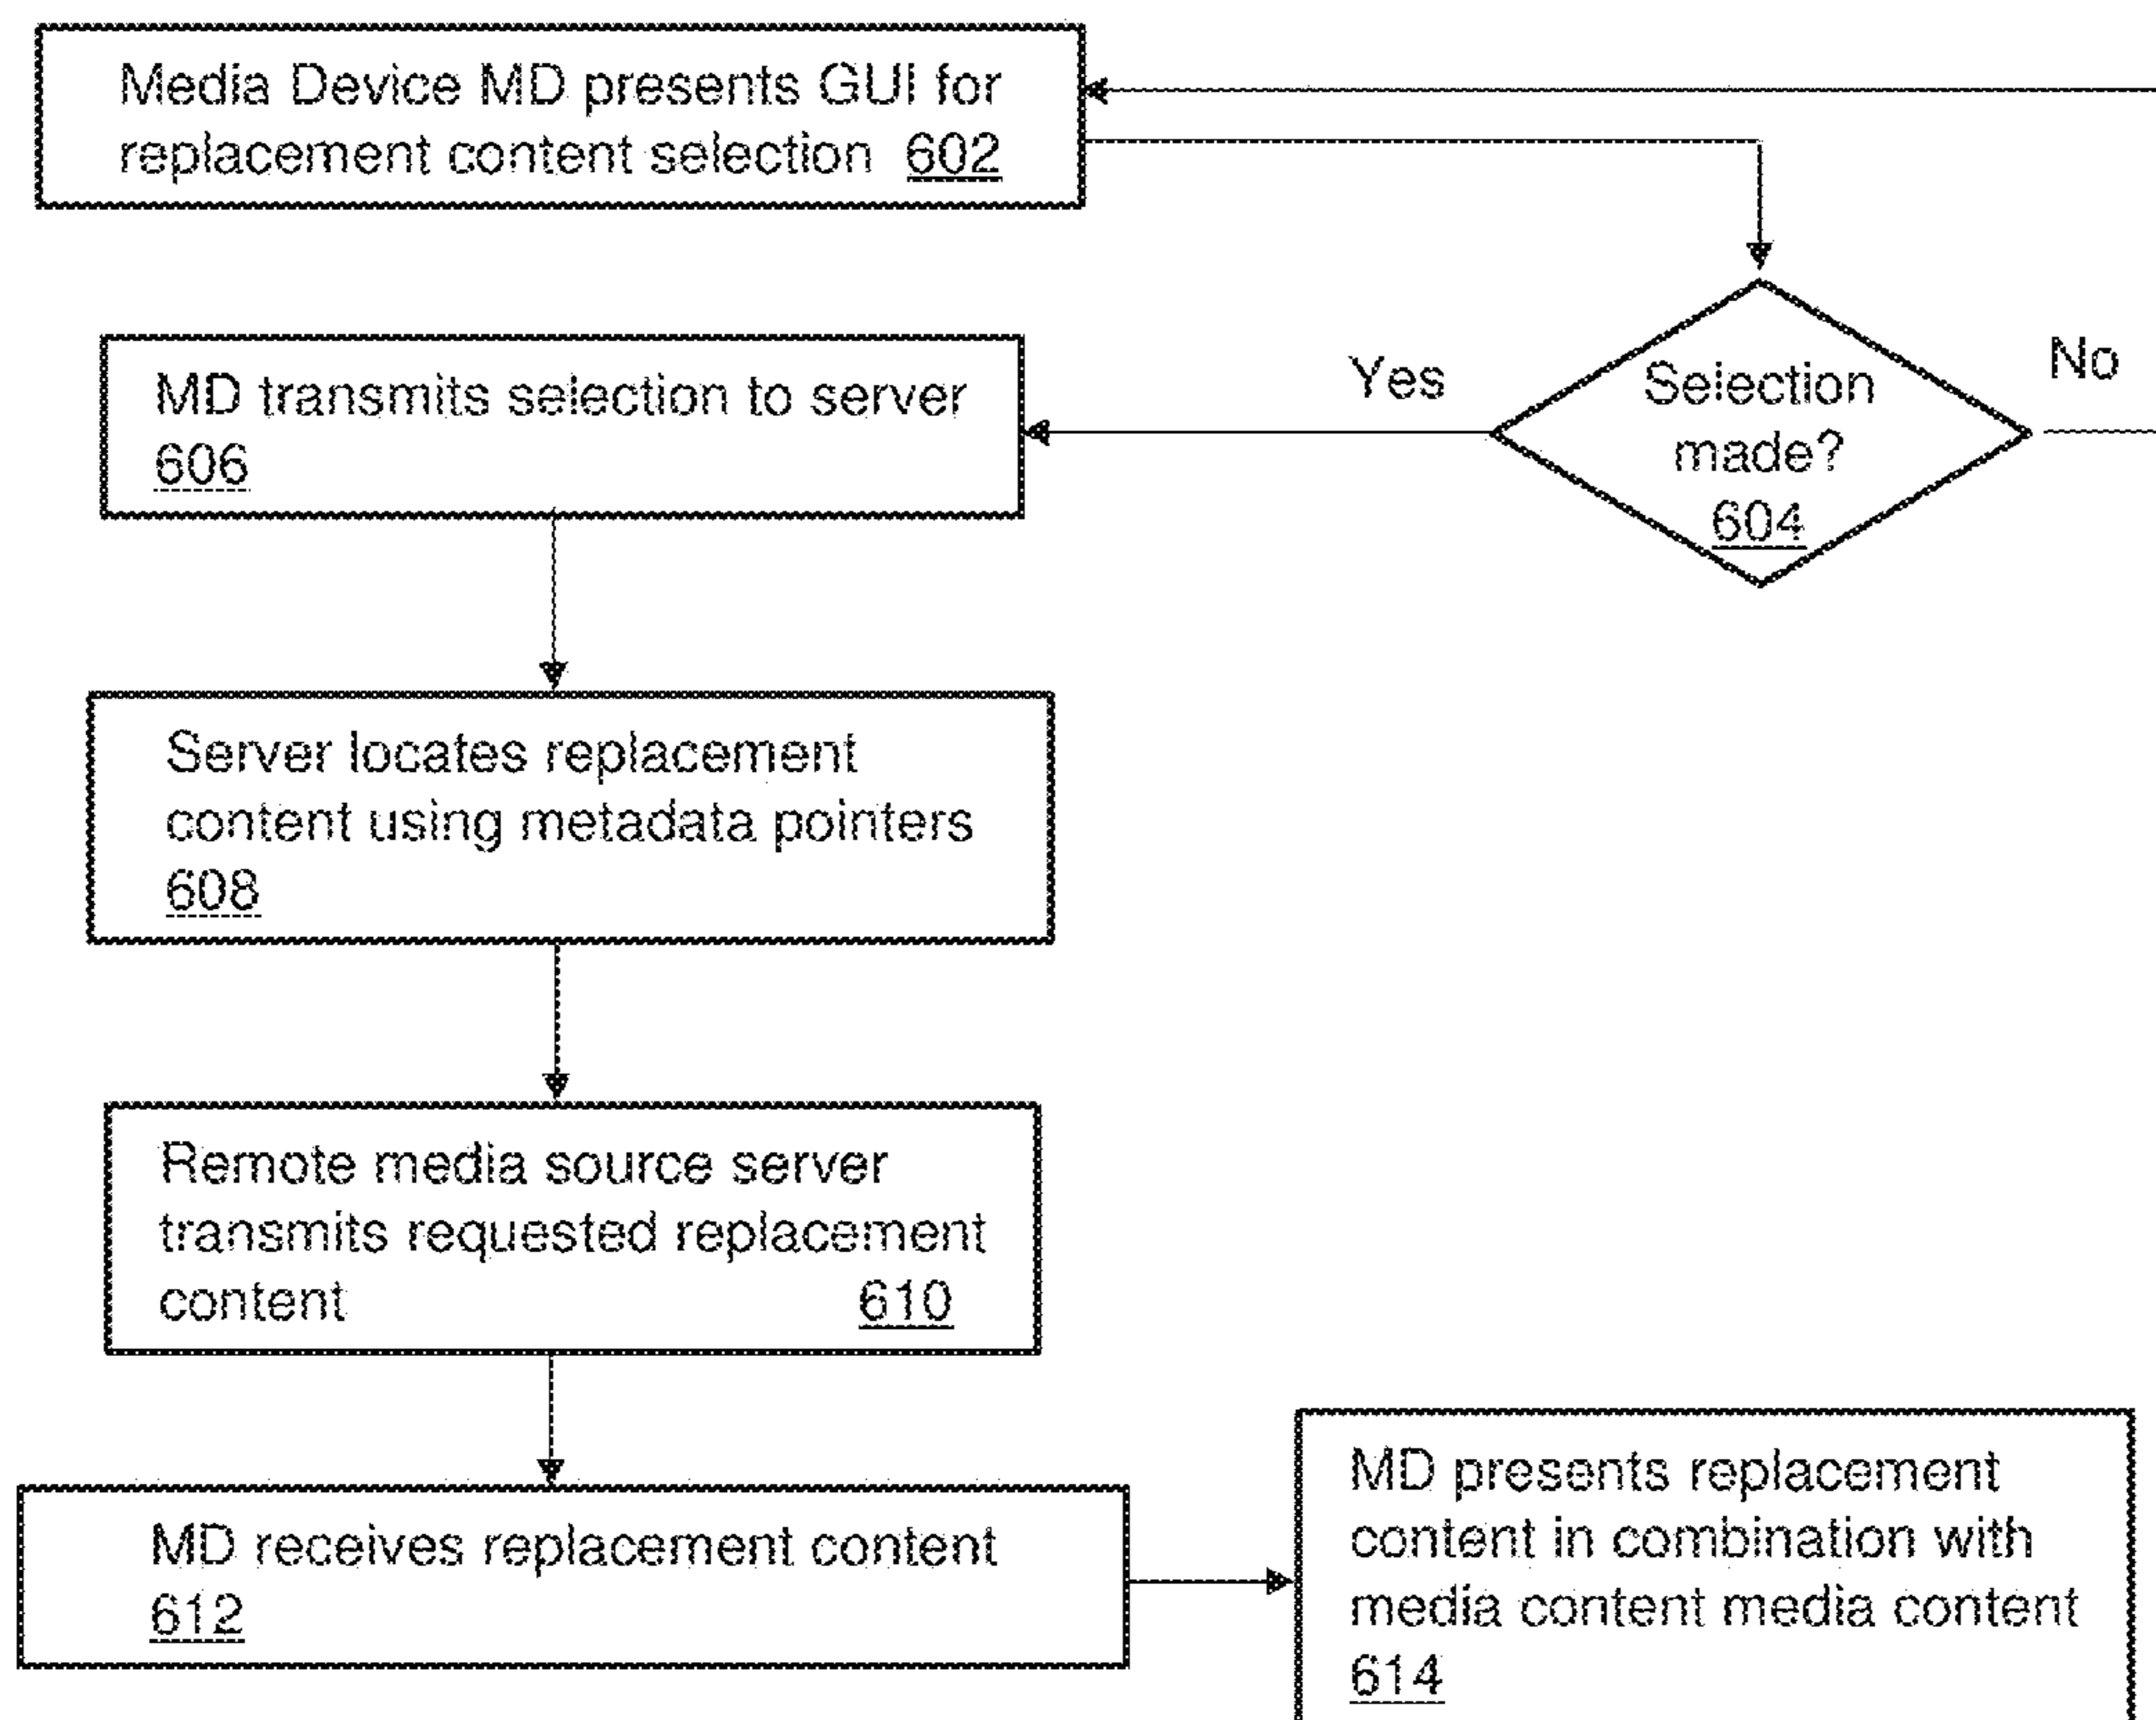 Media Device MD presents GUI for
replacement content selection 602
Selection
made?
604
Yes
No
MD transmits selection to server
606
Server locates replacement
content using metadata pointers
608
Remote media source server
transmits requested replacement
content 610
MD receives replacement content
612
MD presents replacement
content in combination with
media content media content
614